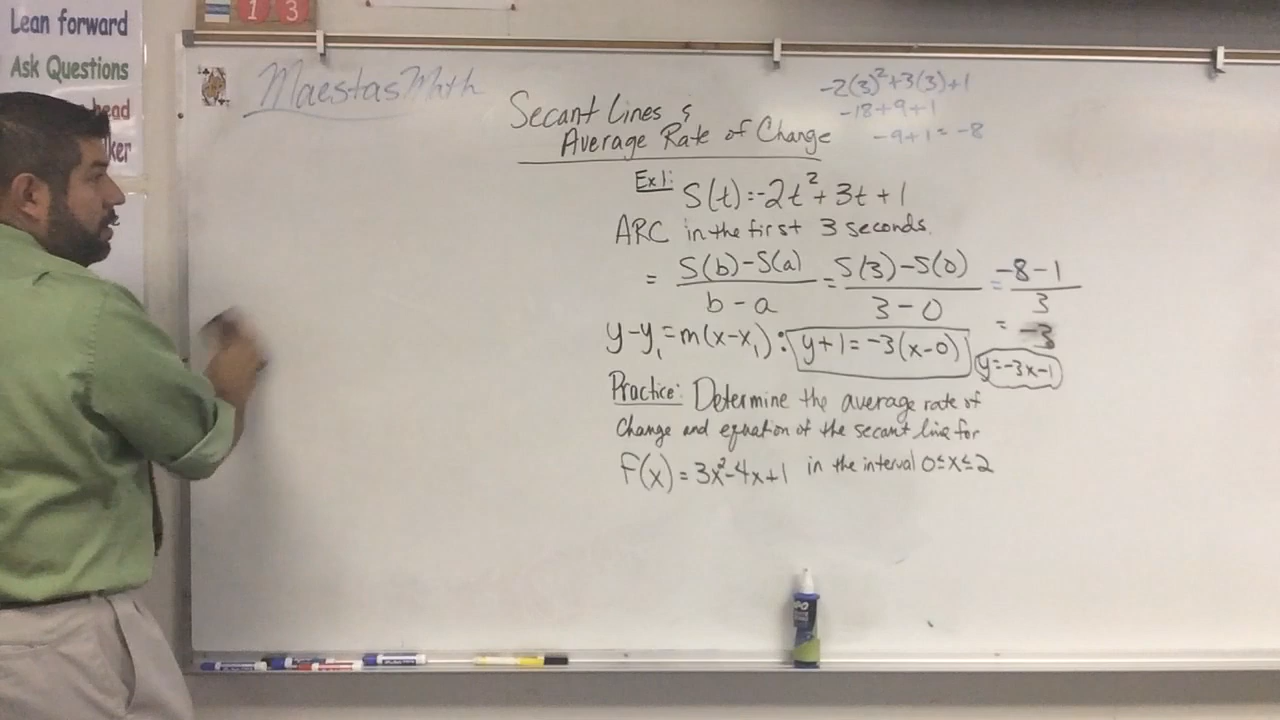 Lean forward
Ask Questions
head
1 3
Maestas Math
Secant Lines &
Average Rate of Change
-2(3)²+3(3)+1
-18+9+1
-9+1=-8
Ex1: S(t)=-2t²+3t+1
ARC in the first 3 seconds.
= S(b)-S(a) / b-a = S(3)-S(0) / 3-0 = -8-1 / 3
= -3
y-y₁=m(x-x₁): y+1=-3(x-0)
y=-3x-1
Practice: Determine the average rate of
Change and equation of the secant line for
F(x)=3x²-4x+1 in the interval 0≤x≤2
EXPO